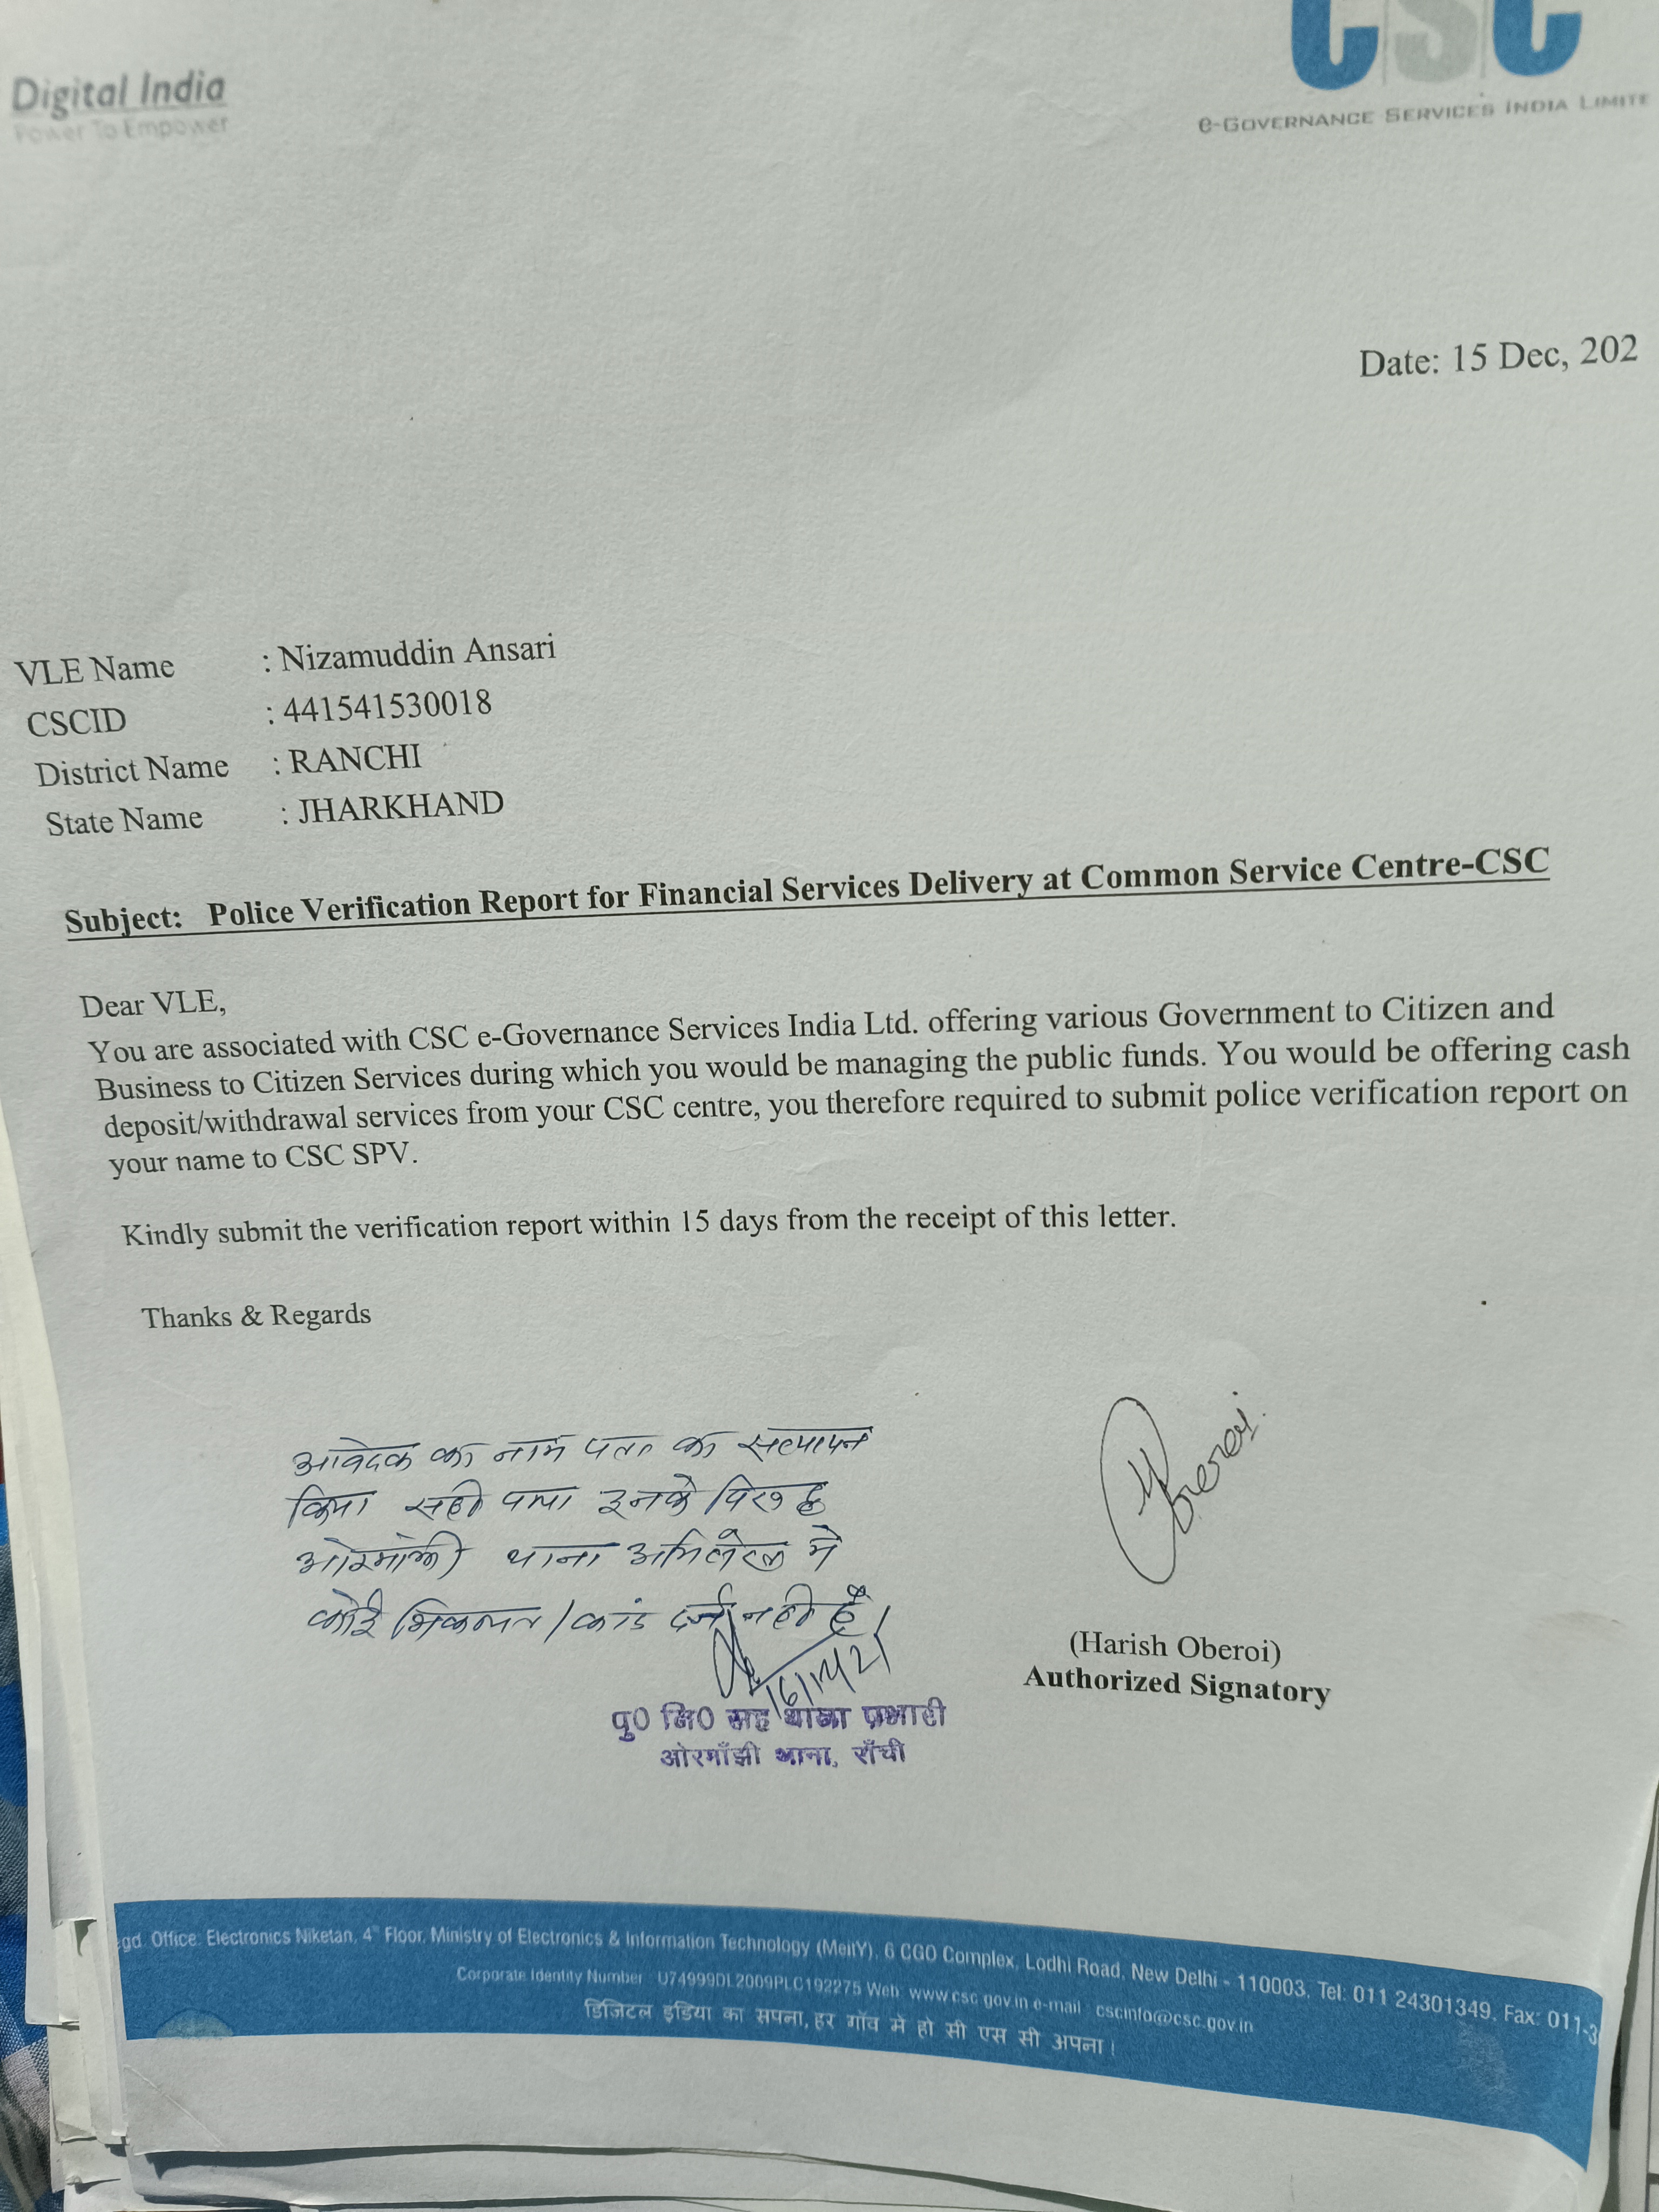 Digital India
Power To Empower
CSC
e-GOVERNANCE SERVICES INDIA LIMITE
Date: 15 Dec, 202
VLE Name : Nizamuddin Ansari
CSCID : 441541530018
District Name : RANCHI
State Name : JHARKHAND
Subject: Police Verification Report for Financial Services Delivery at Common Service Centre-CSC
Dear VLE,
You are associated with CSC e-Governance Services India Ltd. offering various Government to Citizen and
Business to Citizen Services during which you would be managing the public funds. You would be offering cash
deposit/withdrawal services from your CSC centre, you therefore required to submit police verification report on
your name to CSC SPV.
Kindly submit the verification report within 15 days from the receipt of this letter.
Thanks & Regards
आवेदक का नाम पता का सत्यापन
किया सही पाया इनके विरुद्ध
ओरमांझी थाना अभिलेख में
कोई शिकायत/कांड दर्ज नही है।
16/12/21
पु0 नि0 सह थाना प्रभारी
ओरमाँझी थाना, राँची
Oberoi
(Harish Oberoi)
Authorized Signatory
gd. Office: Electronics Niketan, 4th Floor, Ministry of Electronics & Information Technology (MeitY), 6 CGO Complex, Lodhi Road, New Delhi - 110003, Tel: 011 24301349, Fax: 011-3
Corporate Identity Number : U74999DL2009PLC192275 Web: www.csc.gov.in e-mail : cscinfo@csc.gov.in
डिजिटल इंडिया का सपना, हर गाँव मे हो सी एस सी अपना !